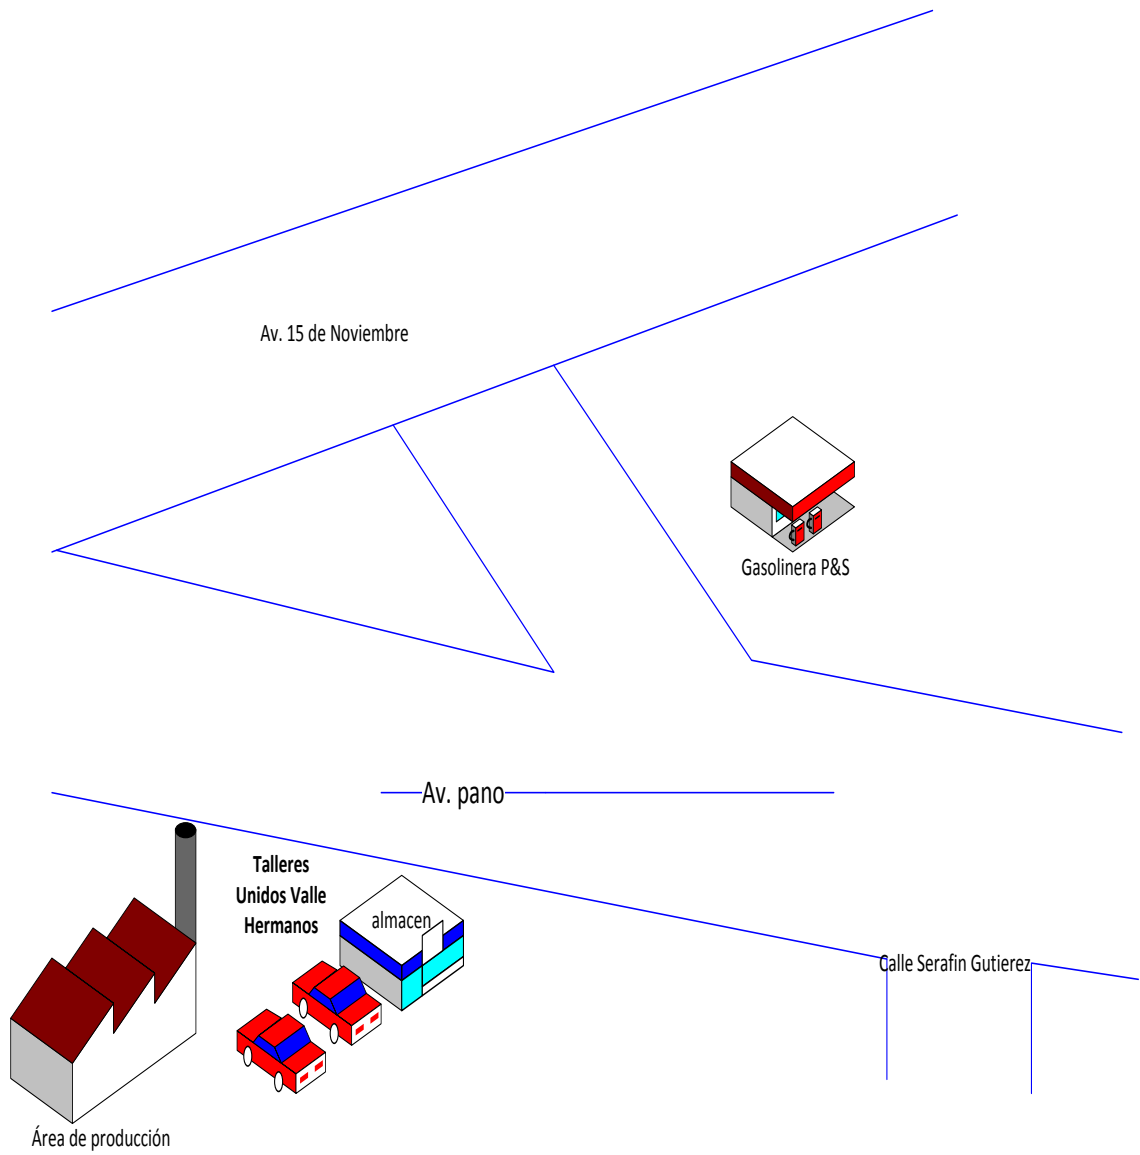 Av. 15 de Noviembre
Gasolinera P&S
Av. pano
Talleres
Unidos Valle
Hermanos
almacen
Calle Serafin Gutierez
Área de producción